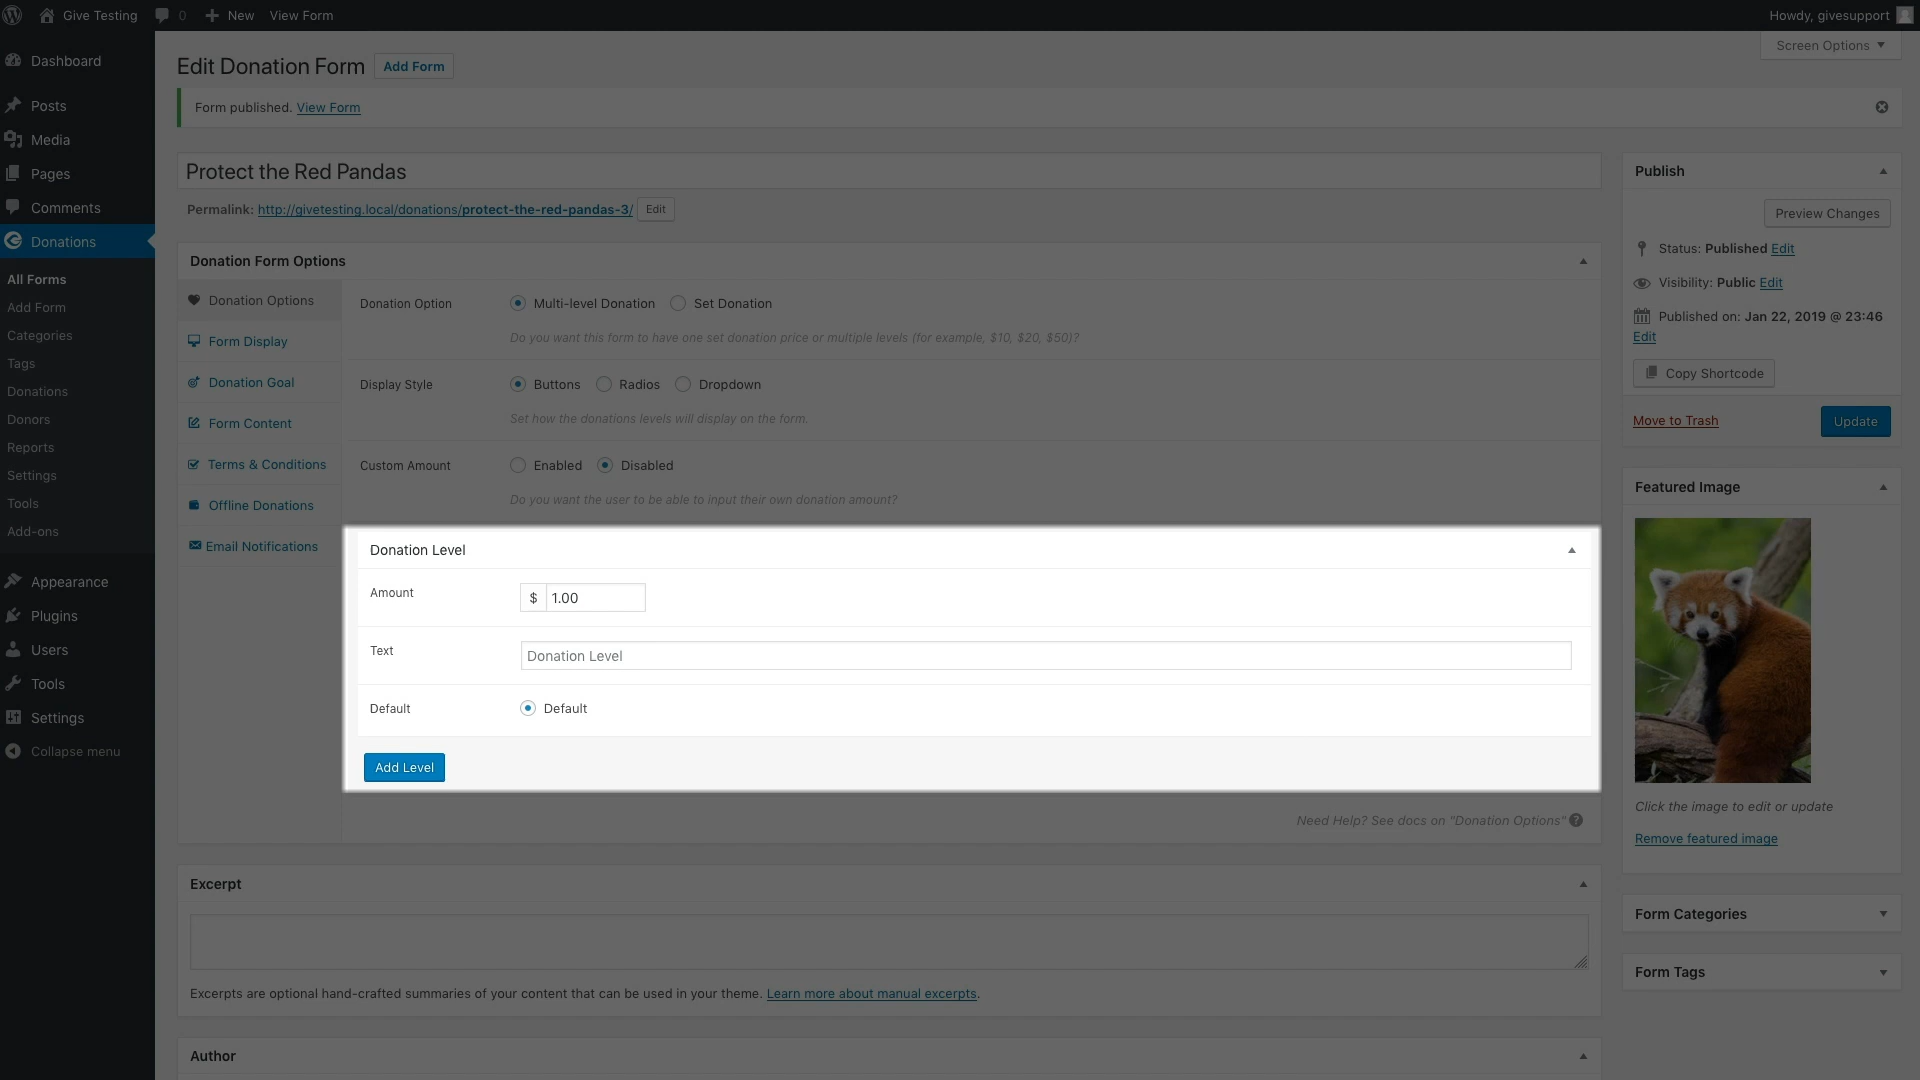 Give Testing
0
New
View Form
Howdy, givesupport
Screen Options
Dashboard
Posts
Media
Pages
Comments
Donations
All Forms
Add Form
Categories
Tags
Donations
Donors
Reports
Settings
Tools
Add-ons
Appearance
Plugins
Users
Tools
Settings
Collapse menu
Edit Donation Form
Add Form
Form published. View Form
Protect the Red Pandas
Permalink: http://givetesting.local/donations/protect-the-red-pandas-3/ Edit
Donation Form Options
Donation Options
Form Display
Donation Goal
Form Content
Terms & Conditions
Offline Donations
Email Notifications
Donation Option
Multi-level Donation
Set Donation
Do you want this form to have one set donation price or multiple levels (for example, $10, $20, $50)?
Display Style
Buttons
Radios
Dropdown
Set how the donations levels will display on the form.
Custom Amount
Enabled
Disabled
Do you want the user to be able to input their own donation amount?
Donation Level
Amount
$ 1.00
Text
Donation Level
Default
Default
Add Level
Need Help? See docs on "Donation Options" ?
Excerpt
Excerpts are optional hand-crafted summaries of your content that can be used in your theme. Learn more about manual excerpts.
Author
Publish
Preview Changes
Status: Published Edit
Visibility: Public Edit
Published on: Jan 22, 2019 @ 23:46
Edit
Copy Shortcode
Move to Trash
Update
Featured Image
Click the image to edit or update
Remove featured image
Form Categories
Form Tags